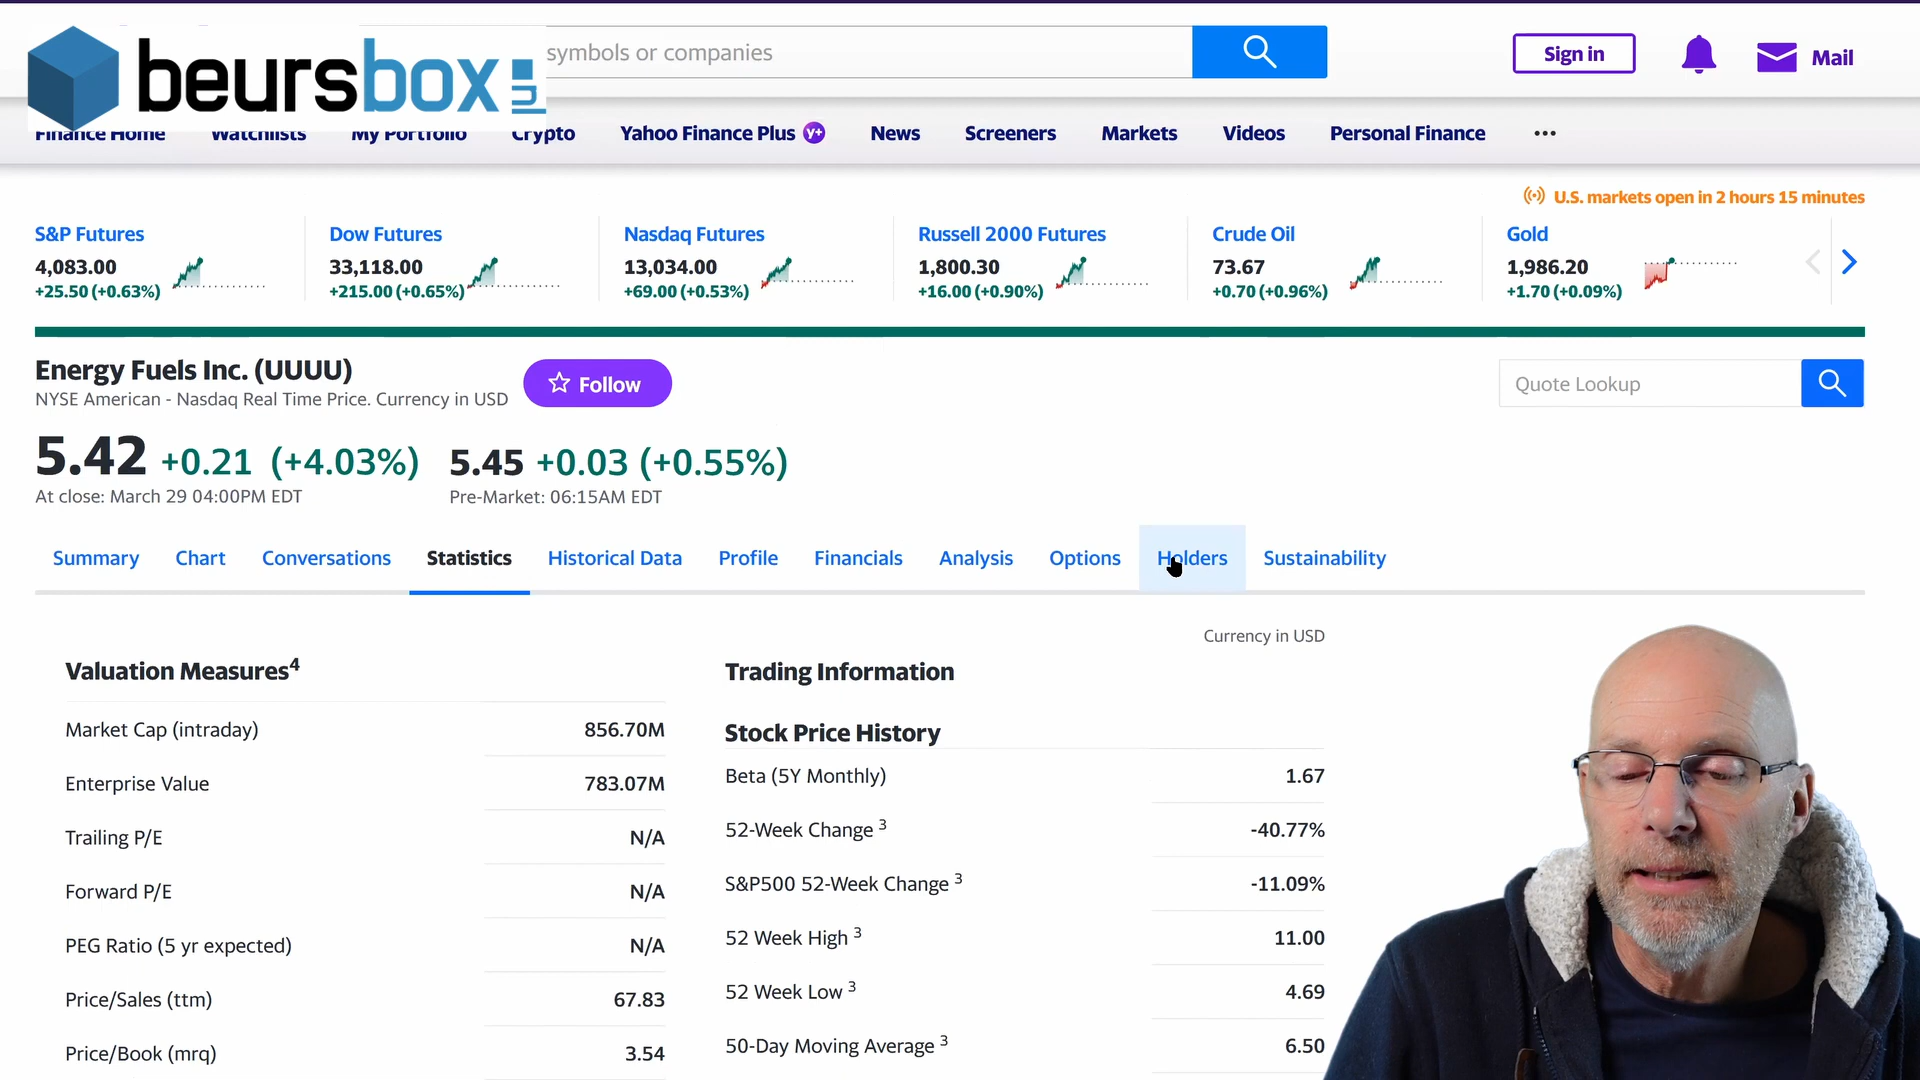 beursbox.nl
symbols or companies
Sign in
Mail
Finance Home
Watchlists
My Portfolio
Crypto
Yahoo Finance Plus y+
News
Screeners
Markets
Videos
Personal Finance
...
U.S. markets open in 2 hours 15 minutes
S&P Futures
4,083.00
+25.50 (+0.63%)
Dow Futures
33,118.00
+215.00 (+0.65%)
Nasdaq Futures
13,034.00
+69.00 (+0.53%)
Russell 2000 Futures
1,800.30
+16.00 (+0.90%)
Crude Oil
73.67
+0.70 (+0.96%)
Gold
1,986.20
+1.70 (+0.09%)
Energy Fuels Inc. (UUUU)
NYSE American - Nasdaq Real Time Price. Currency in USD
Follow
Quote Lookup
5.42 +0.21 (+4.03%)
At close: March 29 04:00PM EDT
5.45 +0.03 (+0.55%)
Pre-Market: 06:15AM EDT
Summary
Chart
Conversations
Statistics
Historical Data
Profile
Financials
Analysis
Options
Holders
Sustainability
Currency in USD
Valuation Measures4
Market Cap (intraday) 856.70M
Enterprise Value 783.07M
Trailing P/E N/A
Forward P/E N/A
PEG Ratio (5 yr expected) N/A
Price/Sales (ttm) 67.83
Price/Book (mrq) 3.54
Trading Information
Stock Price History
Beta (5Y Monthly) 1.67
52-Week Change 3 -40.77%
S&P500 52-Week Change 3 -11.09%
52 Week High 3 11.00
52 Week Low 3 4.69
50-Day Moving Average 3 6.50